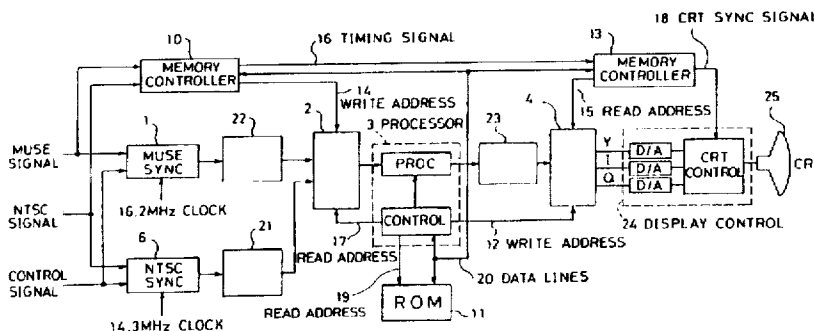 18 CRT SYNC SIGNAL
10
16 TIMING SIGNAL
13
MEMORY
CONTROLLER
MEMORY
CONTROLLER
14
WRITE ADDRESS
2
4
15 READ ADDRESS
25
1
22
3 PROCESSOR
23
MUSE
SIGNAL
MUSE
SYNC
PROC
Y
I
Q
D/A
D/A
D/A
CRT
CONTROL
CR
16.2MHz CLOCK
CONTROL
24 DISPLAY CONTROL
NTSC
SIGNAL
6
21
17
READ ADDRESS
12 WRITE ADDRESS
CONTROL
SIGNAL
NTSC
SYNC
19
READ ADDRESS
20 DATA LINES
ROM
11
14.3MHz CLOCK